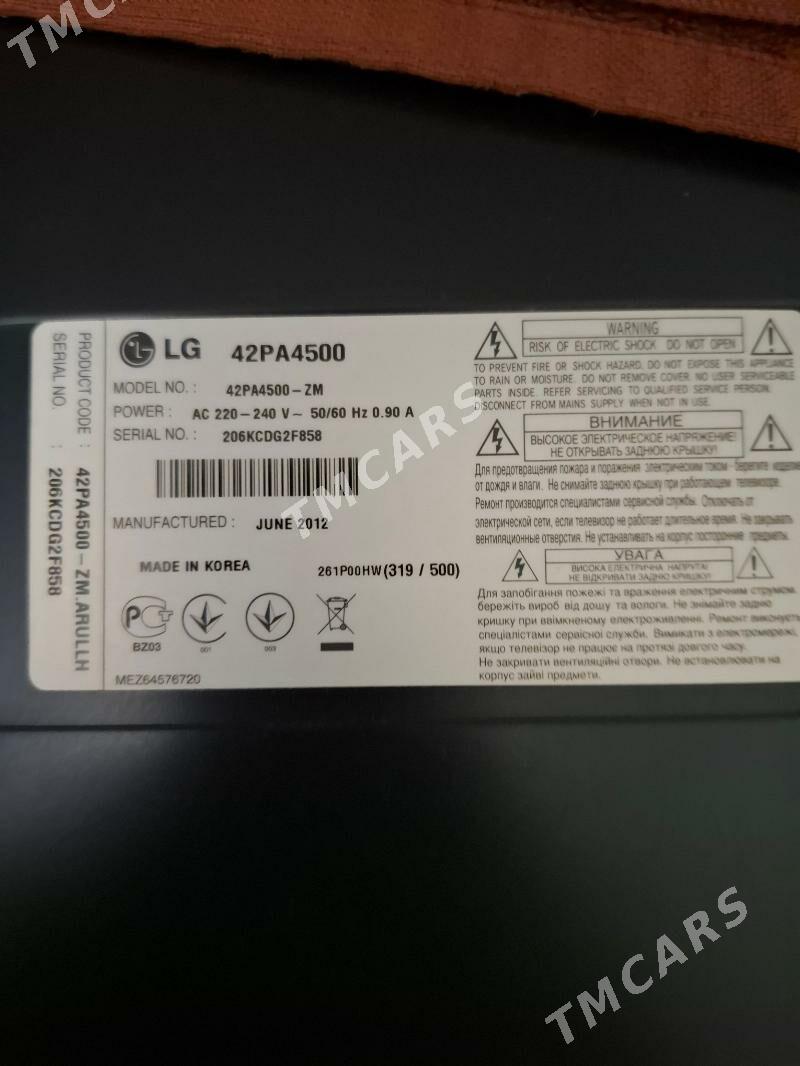 TMCARS
LG 42PA4500
MODEL NO. : 42PA4500-ZM
POWER : AC 220-240 V~ 50/60 Hz 0.90 A
SERIAL NO. : 206KCDG2F858
MANUFACTURED : JUNE 2012
MADE IN KOREA
261P00HW(319 / 500)
BZ03
001
003
MEZ64576720
PRODUCT CODE : 42PA4500-ZM.ARULLH
SERIAL NO. : 206KCDG2F858
WARNING
RISK OF ELECTRIC SHOCK DO NOT OPEN
TO PREVENT FIRE OR SHOCK HAZARD, DO NOT EXPOSE THIS APPLIANCE
TO RAIN OR MOISTURE. DO NOT REMOVE COVER. NO USER SERVICEABLE
PARTS INSIDE. REFER SERVICING TO QUALIFIED SERVICE PERSON.
DISCONNECT FROM MAINS SUPPLY WHEN NOT IN USE.
ВНИМАНИЕ
ВЫСОКОЕ ЭЛЕКТРИЧЕСКОЕ НАПРЯЖЕНИЕ!
НЕ ОТКРЫВАТЬ ЗАДНЮЮ КРЫШКУ!
Для предотвращения пожара и поражения электрическим током - берегите изделие
от дождя и влаги. Не снимайте заднюю крышку при работающем телевизоре.
Ремонт производится специалистами сервисной службы. Отключать от
электрической сети, если телевизор не работает длительное время. Не закрывать
вентиляционные отверстия. Не устанавливать на корпус посторонние предметы.
УВАГА
ВИСОКА ЕЛЕКТРИЧНА НАПРУГА!
НЕ ВІДКРИВАТИ ЗАДНЮ КРИШКУ!
Для запобігання пожежі та враження електричним струмом
бережіть вироб від дощу та вологи. Не знімайте задню
кришку при ввімкненому електроживленні. Ремонт виконується
спеціалістами сервісної служби. Вимикати з електромережі,
якщо телевізор не працює на протязі довгого часу.
Не закривати вентиляційні отвори. Не встановлювати на
корпус зайві предмети.
TMCARS
TMCARS